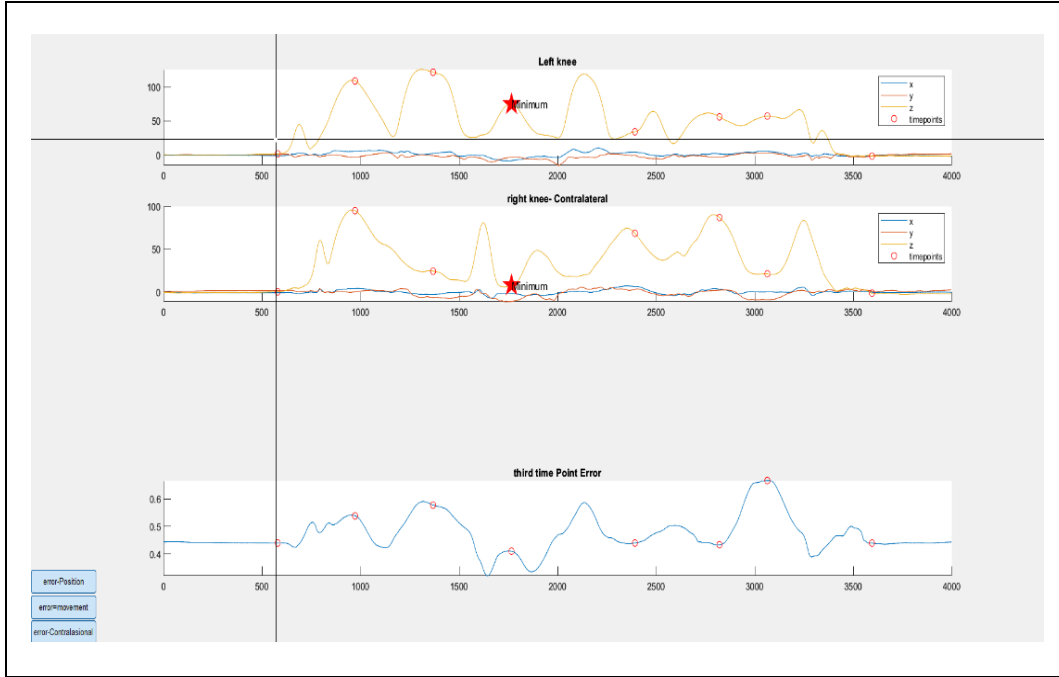 Left knee
100
50
0
x
y
z
timepoints
Minimum
0 500 1000 1500 2000 2500 3000 3500 4000
right knee- Contralateral
100
50
0
x
y
z
timepoints
Minimum
0 500 1000 1500 2000 2500 3000 3500 4000
third time Point Error
0.6
0.5
0.4
0 500 1000 1500 2000 2500 3000 3500 4000
error-Position
error=movement
error-Contralasional